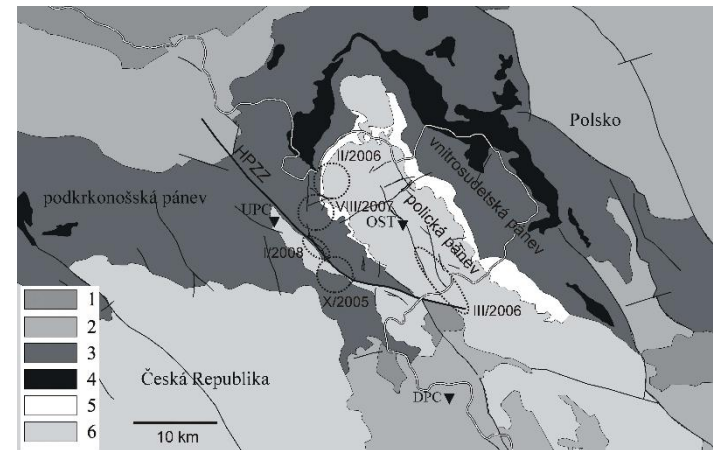 Polsko
HPZZ
II/2006
vnitrosudetská pánev
podkrkonošská pánev
VIII/2007
polická pánev
UPC
OST
I/2008
X/2005
III/2006
1
2
3
4
5
6
Česká Republika
DPC
10 km